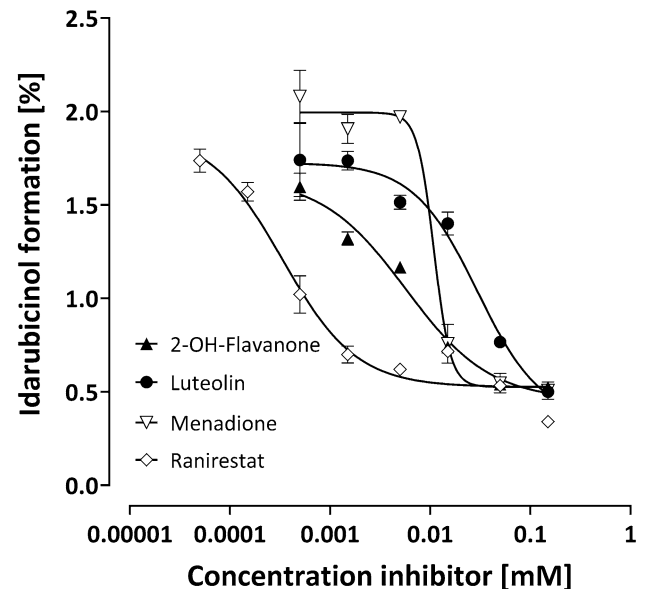 Idarubicinol formation [%]
2.5
2.0
1.5
1.0
0.5
0.0
2-OH-Flavanone
Luteolin
Menadione
Ranirestat
0.00001 0.0001 0.001 0.01 0.1 1
Concentration inhibitor [mM]